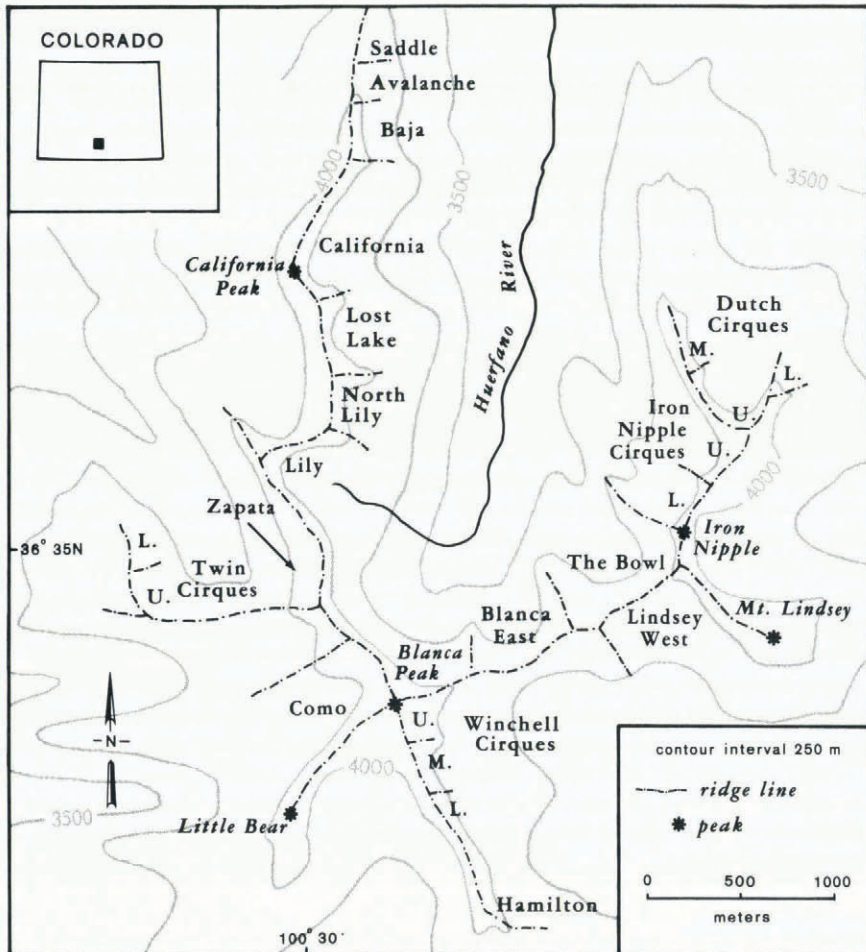 COLORADO
Saddle
Avalanche
Baja
4000
3500
3500
California
California
Peak
Huerfano River
Lost
Lake
Dutch
Cirques
M.
L.
North
Lily
U.
Iron
Nipple
Cirques
U.
Lily
4000
Zapata
L.
Iron
Nipple
36° 35N
L.
Twin
Cirques
The Bowl
U.
Mt. Lindsey
Blanca
East
Lindsey
West
Blanca
Peak
Como
U.
Winchell
Cirques
N
M.
4000
L.
3500
Little Bear
Hamilton
100° 30'
contour interval 250 m
ridge line
peak
0 500 1000
meters